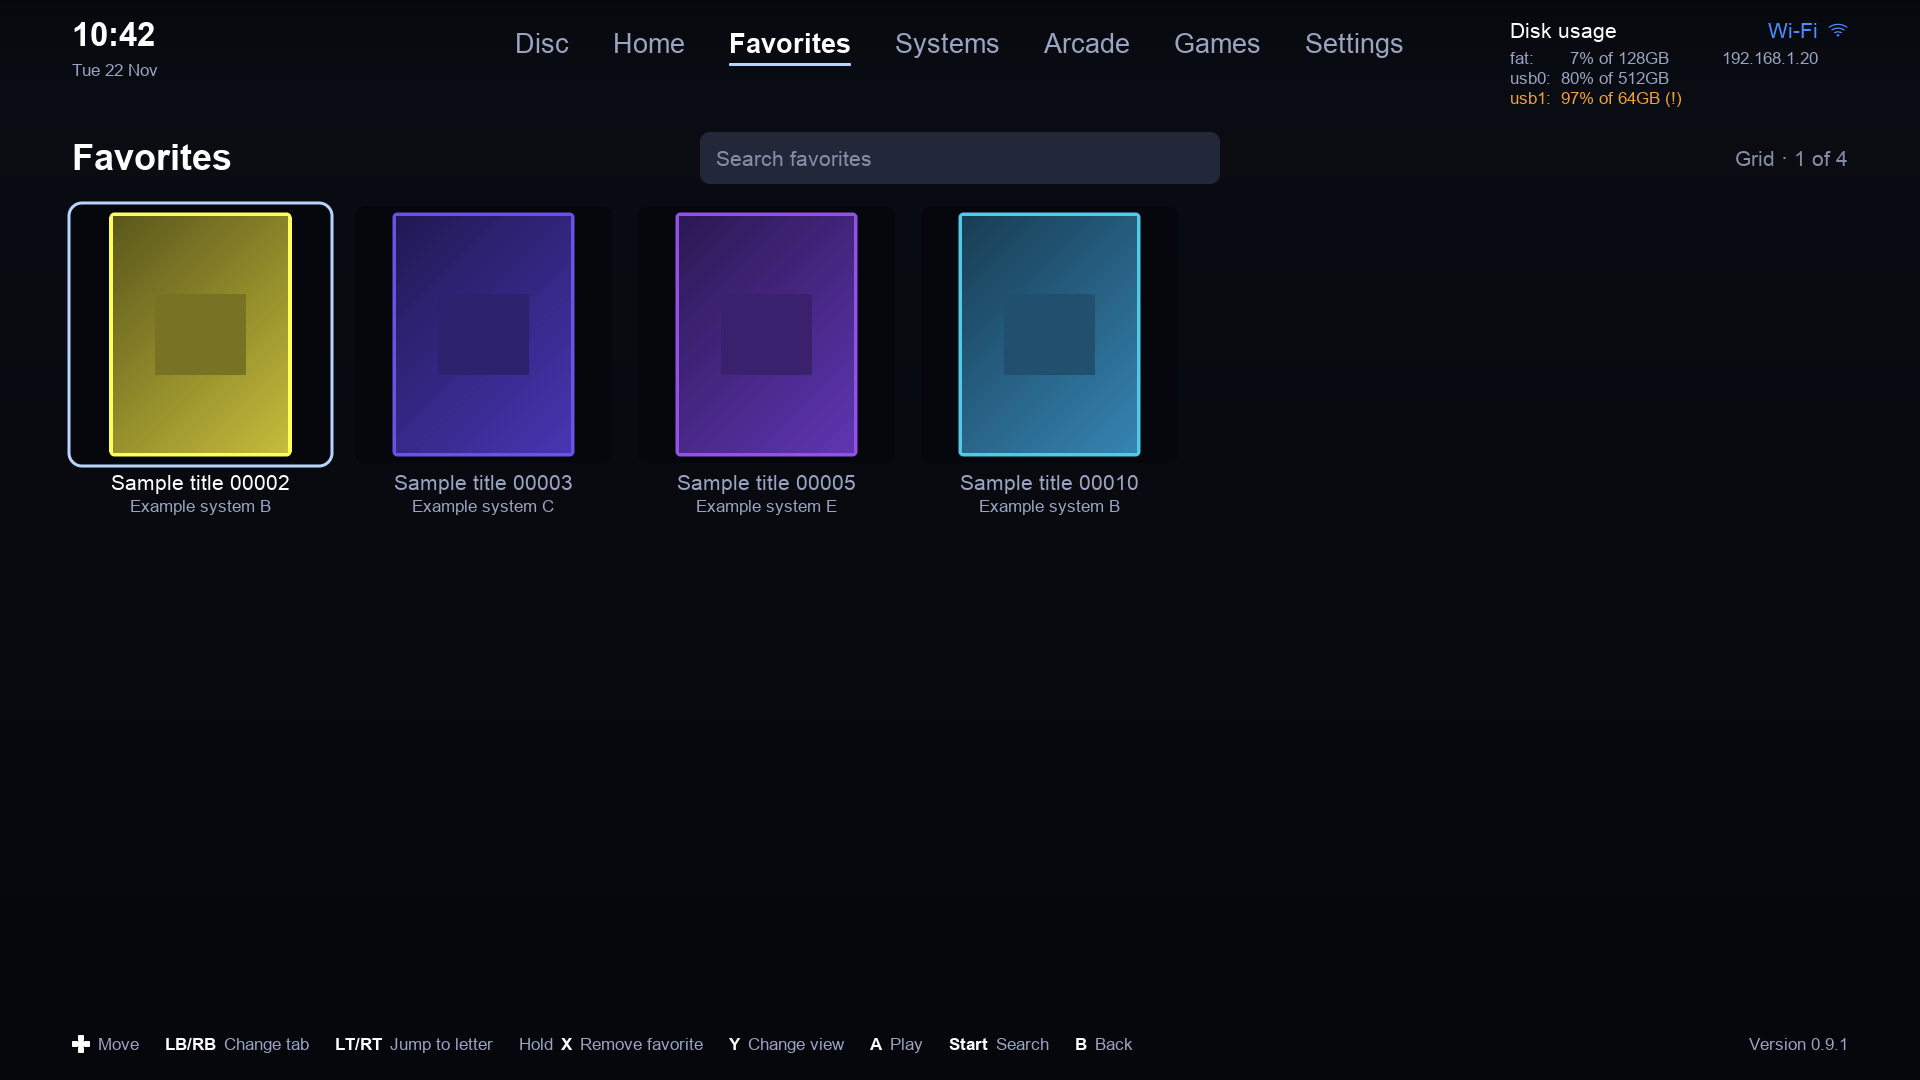 10:42
Tue 22 Nov
Disc Home Favorites Systems Arcade Games Settings
Disk usage
fat: 7% of 128GB
usb0: 80% of 512GB
usb1: 97% of 64GB (!)
Wi-Fi
192.168.1.20
Favorites
Search favorites
Grid · 1 of 4
Sample title 00002
Example system B
Sample title 00003
Example system C
Sample title 00005
Example system E
Sample title 00010
Example system B
Move LB/RB Change tab LT/RT Jump to letter Hold X Remove favorite Y Change view A Play Start Search B Back
Version 0.9.1